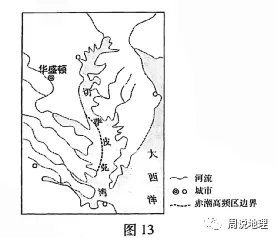 华盛顿
切萨皮克湾
大西洋
河流
城市
赤潮高频区边界
图 13
周说地理